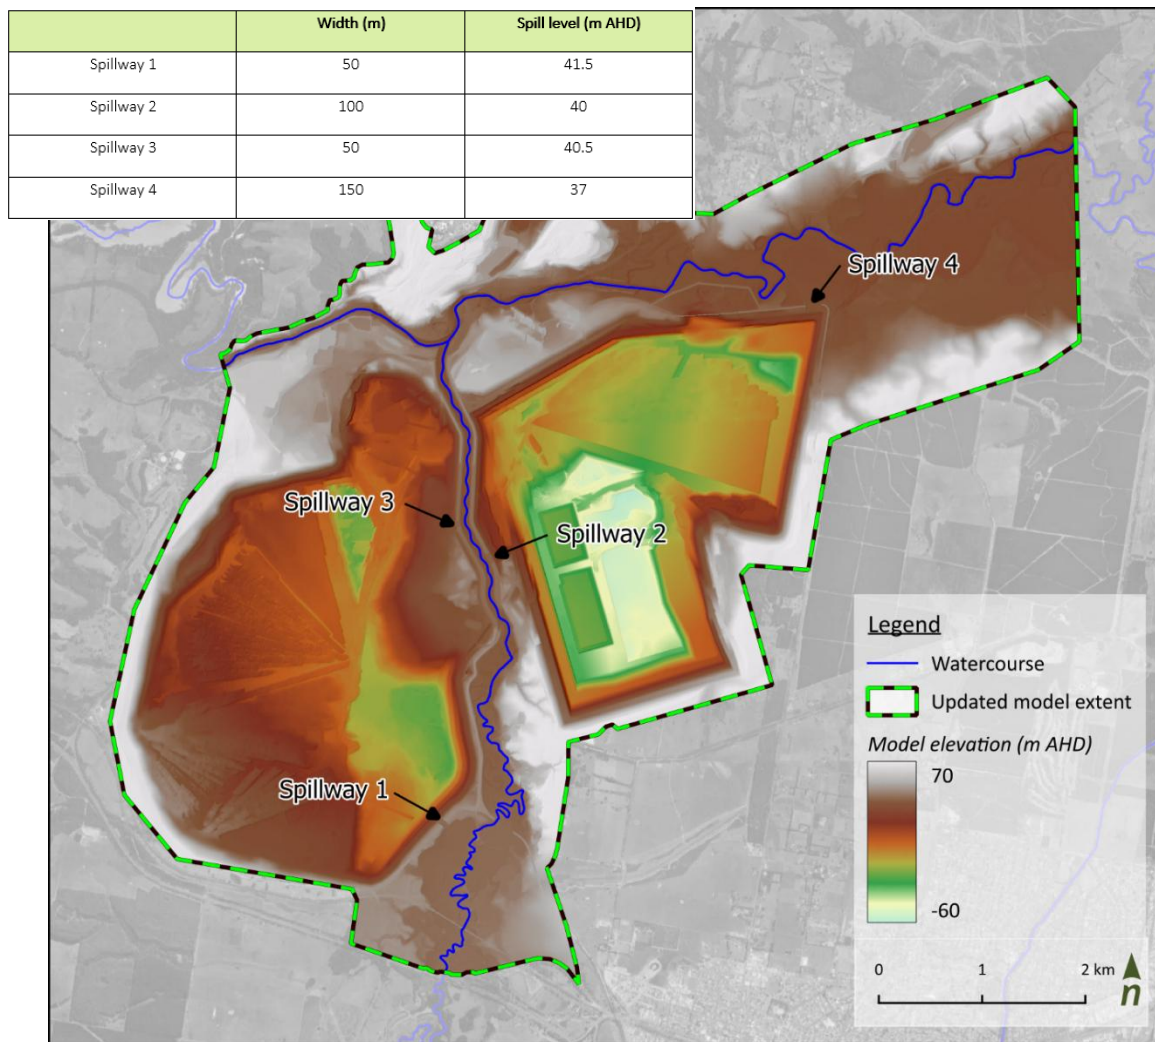 Width (m) Spill level (m AHD)
Spillway 1 50 41.5
Spillway 2 100 40
Spillway 3 50 40.5
Spillway 4 150 37
Spillway 4
Spillway 3
Spillway 2
Spillway 1
Legend
Watercourse
Updated model extent
Model elevation (m AHD)
70
-60
0 1 2 km
n